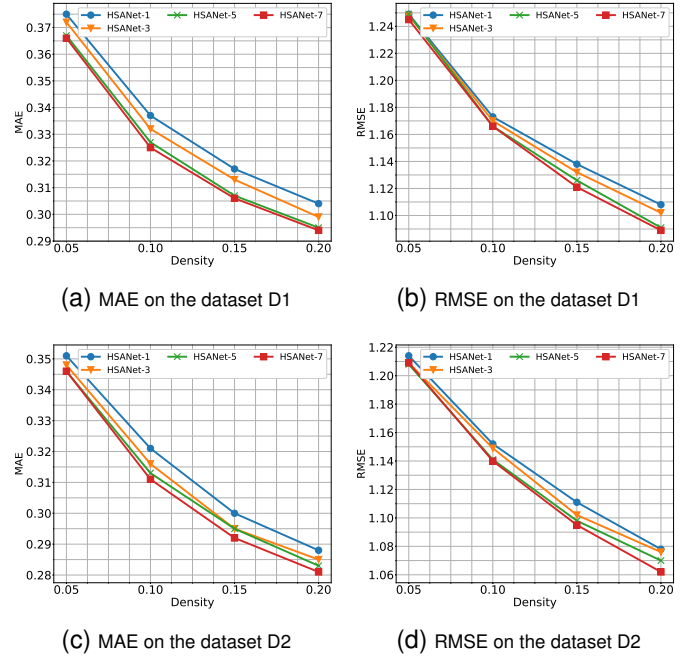 HSANet-1 HSANet-5 HSANet-7
HSANet-3
0.37
0.36
0.35
0.34
0.33
0.32
0.31
0.30
0.29
MAE
0.05 0.10 0.15 0.20
Density
(a) MAE on the dataset D1
HSANet-1 HSANet-5 HSANet-7
HSANet-3
1.24
1.22
1.20
1.18
1.16
1.14
1.12
1.10
RMSE
0.05 0.10 0.15 0.20
Density
(b) RMSE on the dataset D1
HSANet-1 HSANet-5 HSANet-7
HSANet-3
0.35
0.34
0.33
0.32
0.31
0.30
0.29
0.28
MAE
0.05 0.10 0.15 0.20
Density
(c) MAE on the dataset D2
HSANet-1 HSANet-5 HSANet-7
HSANet-3
1.22
1.20
1.18
1.16
1.14
1.12
1.10
1.08
1.06
RMSE
0.05 0.10 0.15 0.20
Density
(d) RMSE on the dataset D2